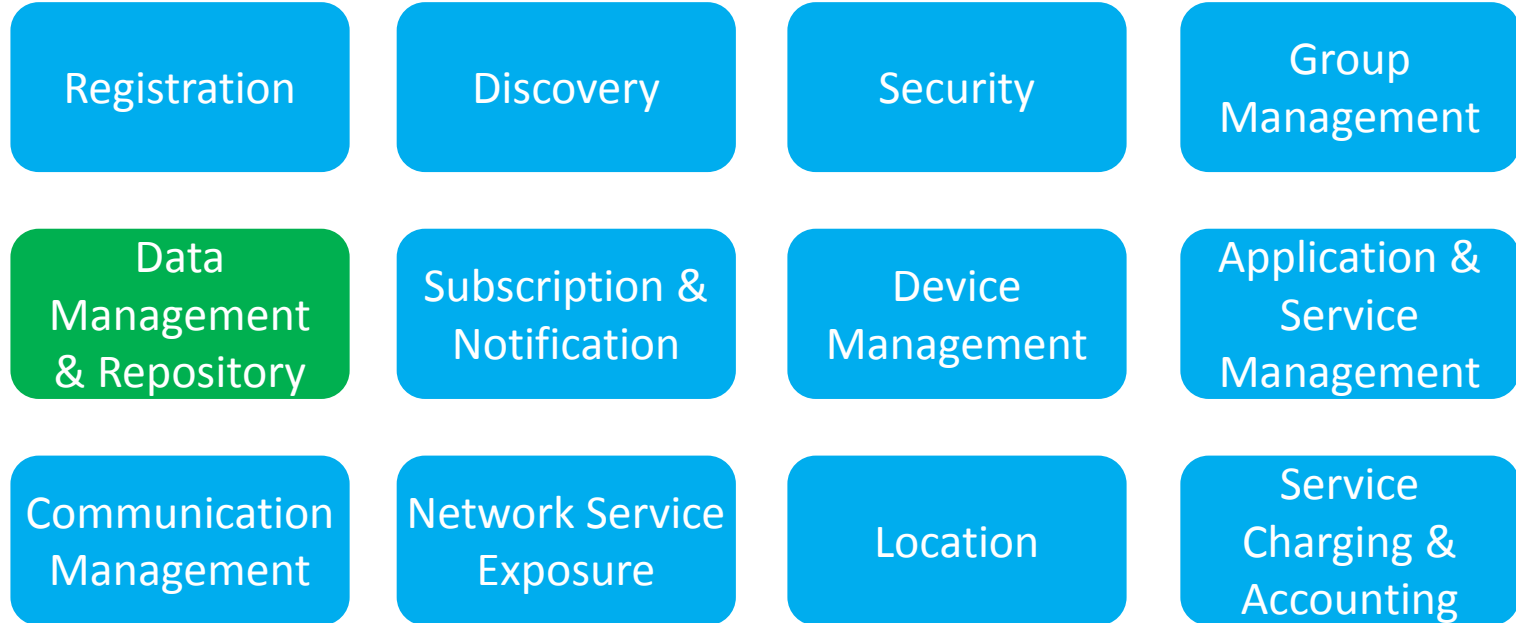 Registration
Discovery
Security
Group
Management
Data
Management
& Repository
Subscription &
Notification
Device
Management
Application &
Service
Management
Communication
Management
Network Service
Exposure
Location
Service
Charging &
Accounting